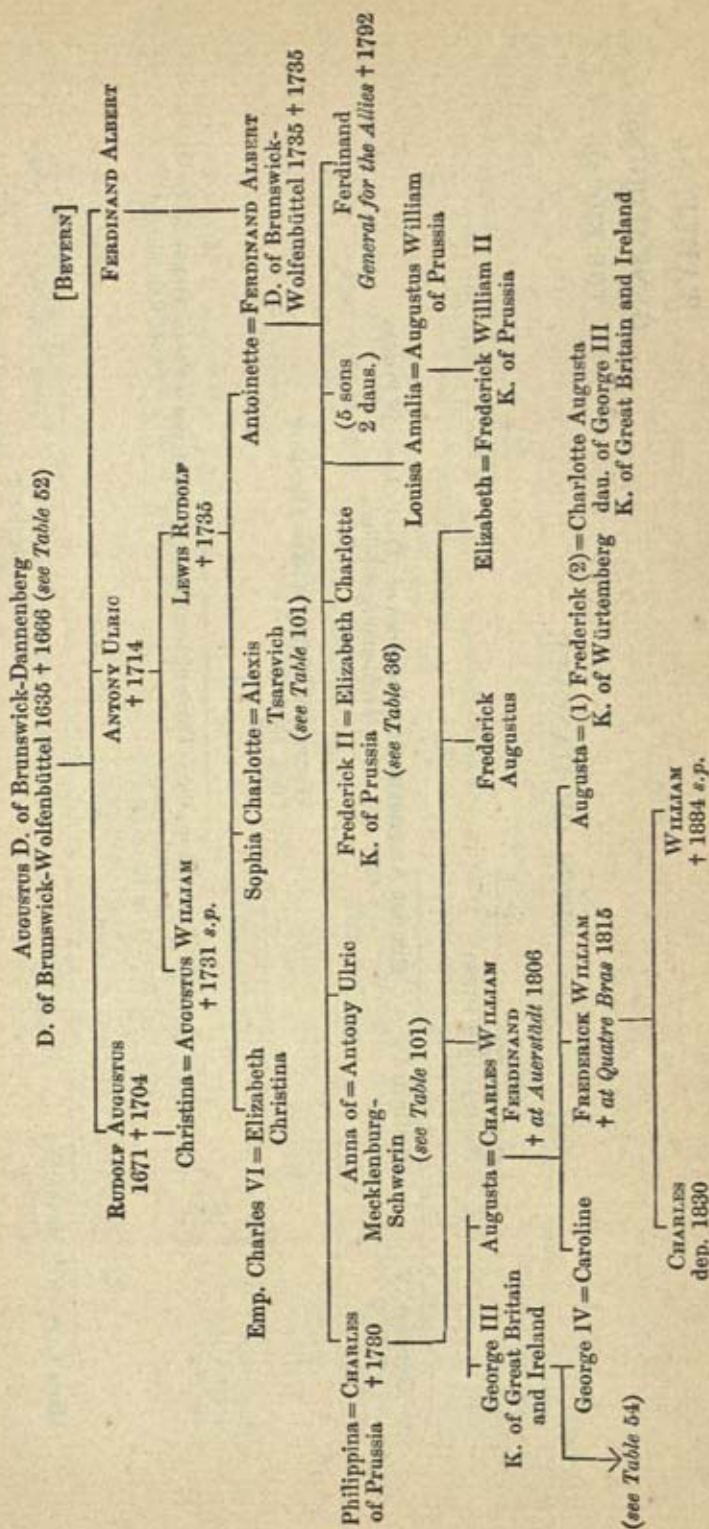 AUGUSTUS D. of Brunswick-Dannenberg
D. of Brunswick-Wolfenbüttel 1635 † 1666 (see Table 52)
[BEVERN]
RUDOLF AUGUSTUS
1671 † 1704
ANTONY ULRIC
† 1714
FERDINAND ALBERT
Christina = AUGUSTUS WILLIAM
† 1731 s.p.
LEWIS RUDOLF
† 1735
Emp. Charles VI = Elizabeth
Christina
Sophia Charlotte = Alexis
Tsarevich
(see Table 101)
Antoinette = FERDINAND ALBERT
D. of Brunswick-
Wolfenbüttel 1735 † 1735
Philippina = CHARLES
of Prussia † 1780
Anna of = Antony Ulric
Mecklenburg-
Schwerin
(see Table 101)
Frederick II = Elizabeth Charlotte
K. of Prussia
(see Table 36)
(5 sons
2 daus.)
Ferdinand
General for the Allies † 1792
Louisa Amalia = Augustus William
of Prussia
George III
K. of Great Britain
and Ireland
Augusta = CHARLES WILLIAM
FERDINAND
† at Auerstädt 1806
Frederick
Augustus
Elizabeth = Frederick William II
K. of Prussia
George IV = Caroline
FREDERICK WILLIAM
† at Quatre Bras 1815
Augusta = (1) Frederick (2) = Charlotte Augusta
K. of Würtemberg dau. of George III
K. of Great Britain and Ireland
(see Table 54)
CHARLES
dep. 1830
WILLIAM
† 1884 s.p.